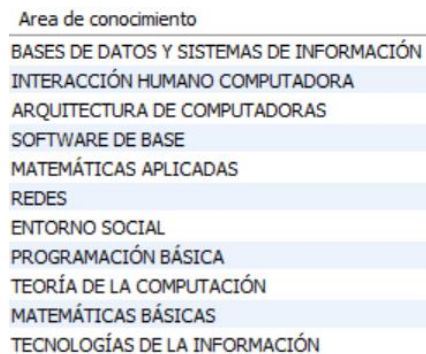 Area de conocimiento
BASES DE DATOS Y SISTEMAS DE INFORMACIÓN
INTERACCIÓN HUMANO COMPUTADORA
ARQUITECTURA DE COMPUTADORAS
SOFTWARE DE BASE
MATEMÁTICAS APLICADAS
REDES
ENTORNO SOCIAL
PROGRAMACIÓN BÁSICA
TEORÍA DE LA COMPUTACIÓN
MATEMÁTICAS BÁSICAS
TECNOLOGÍAS DE LA INFORMACIÓN